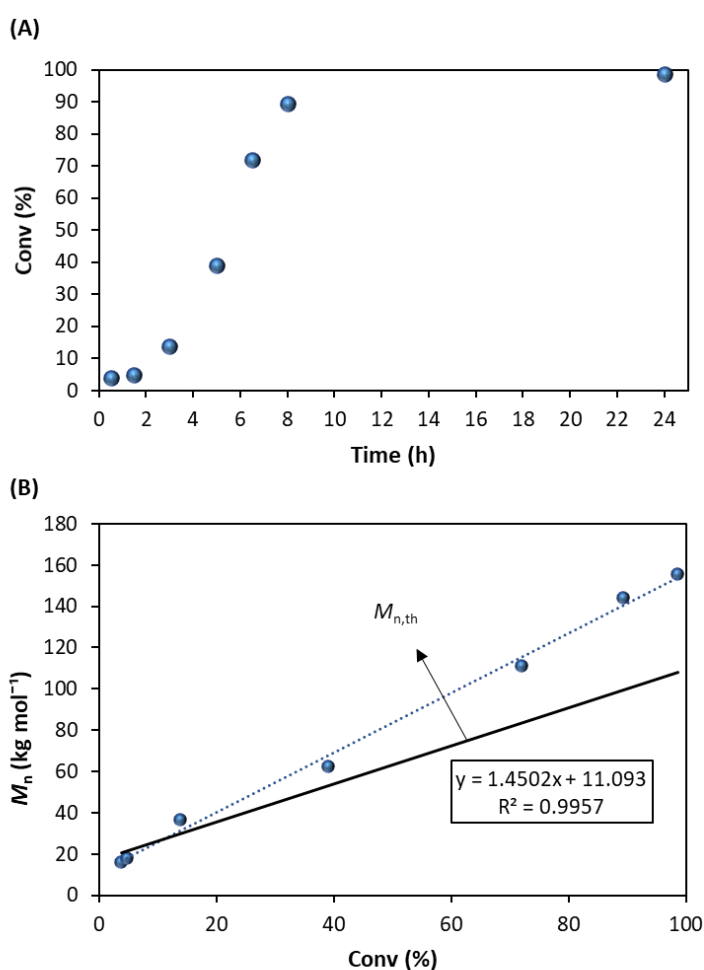 (A)
100
90
80
70
60
50
40
30
20
10
0
Conv (%)
0 2 4 6 8 10 12 14 16 18 20 22 24
Time (h)
(B)
180
160
140
120
100
80
60
40
20
0
Mn (kg mol⁻¹)
Mn,th
y = 1.4502x + 11.093
R² = 0.9957
0 20 40 60 80 100
Conv (%)